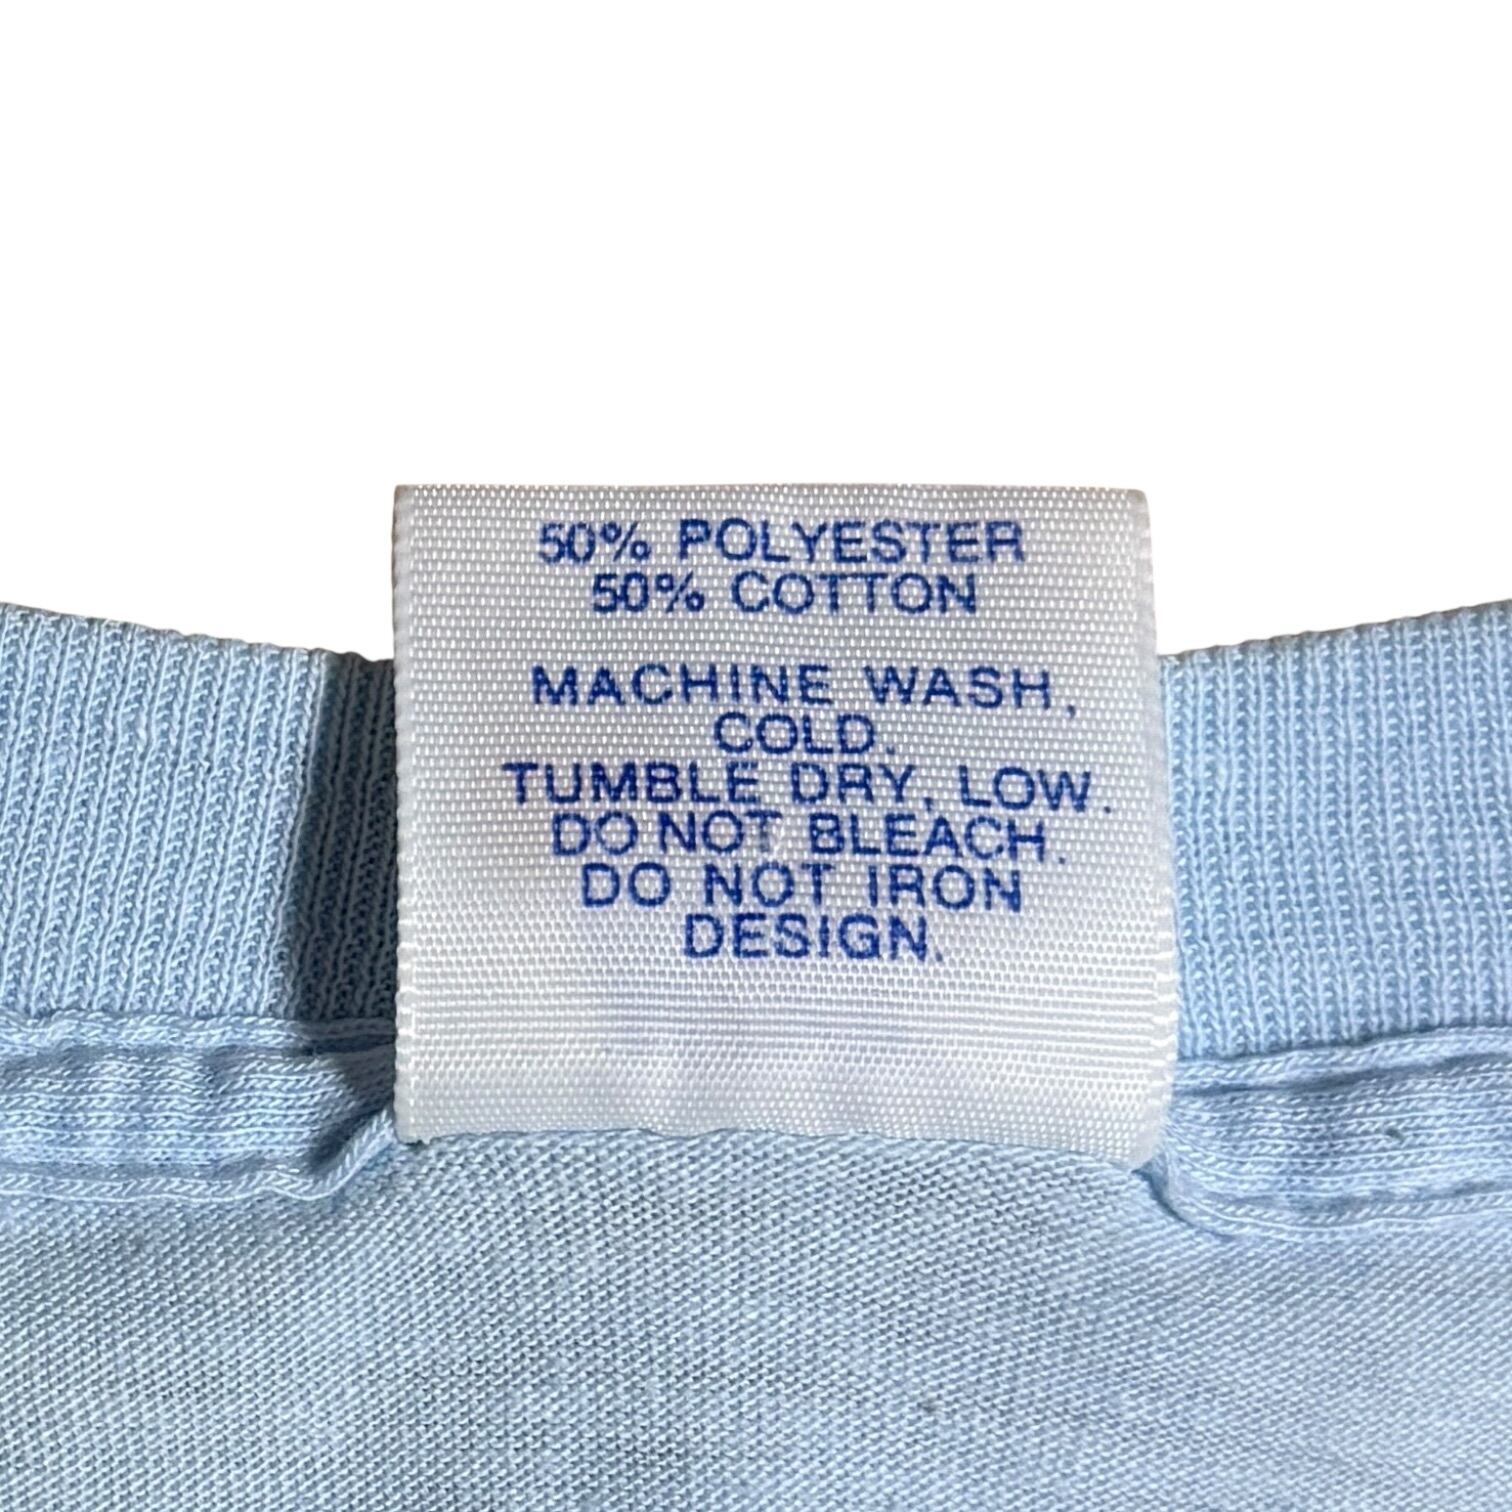 50% POLYESTER
50% COTTON
MACHINE WASH,
COLD.
TUMBLE DRY, LOW.
DO NOT BLEACH.
DO NOT IRON
DESIGN.